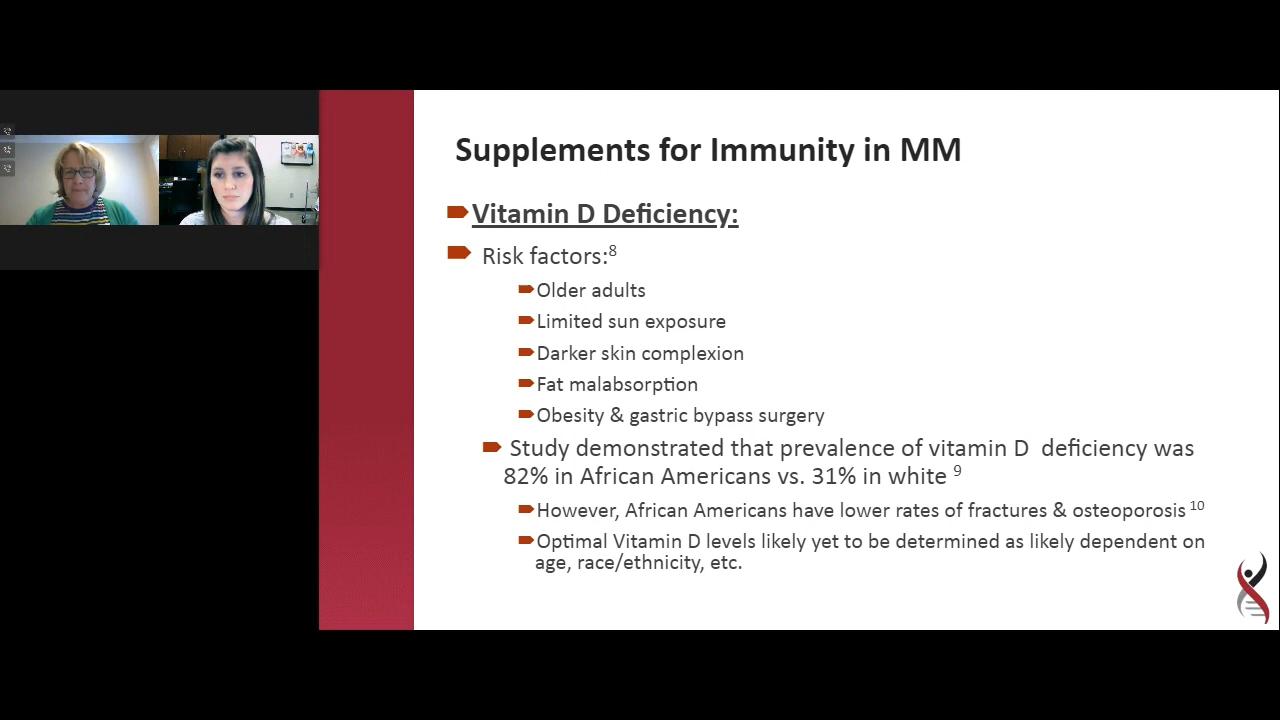 Supplements for Immunity in MM
Vitamin D Deficiency:
Risk factors:8
Older adults
Limited sun exposure
Darker skin complexion
Fat malabsorption
Obesity & gastric bypass surgery
Study demonstrated that prevalence of vitamin D deficiency was
82% in African Americans vs. 31% in white 9
However, African Americans have lower rates of fractures & osteoporosis 10
Optimal Vitamin D levels likely yet to be determined as likely dependent on
age, race/ethnicity, etc.